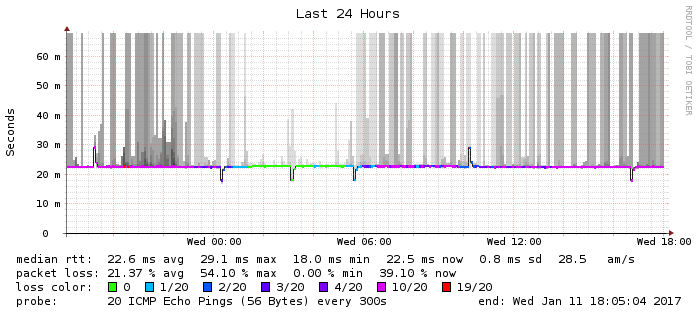 Last 24 Hours
RRDTOOL / TOBI OETIKER
Seconds
60 m
50 m
40 m
30 m
20 m
10 m
0
Wed 00:00 Wed 06:00 Wed 12:00 Wed 18:00
median rtt: 22.6 ms avg 29.1 ms max 18.0 ms min 22.5 ms now 0.8 ms sd 28.5 am/s
packet loss: 21.37 % avg 54.10 % max 0.00 % min 39.10 % now
loss color: 0 1/20 2/20 3/20 4/20 10/20 19/20
probe: 20 ICMP Echo Pings (56 Bytes) every 300s end: Wed Jan 11 18:05:04 2017